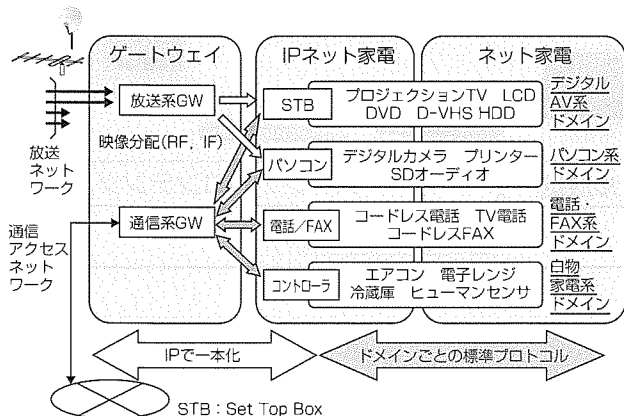 ゲートウェイ
IPネット家電
ネット家電
放送系GW
映像分配(RF，IF)
通信系GW
放送
ネット
ワーク
通信
アクセス
ネット
ワーク
STB
プロジェクションTV　LCD
DVD　D-VHS HDD
デジタル
AV系
ドメイン
パソコン
デジタルカメラ　プリンター
SDオーディオ
パソコン系
ドメイン
電話／FAX
コードレス電話　TV電話
コードレスFAX
電話・
FAX系
ドメイン
コントローラ
エアコン　電子レンジ
冷蔵庫　ヒューマンセンサ
白物
家電系
ドメイン
IPで一本化
ドメインごとの標準プロトコル
STB：Set Top Box